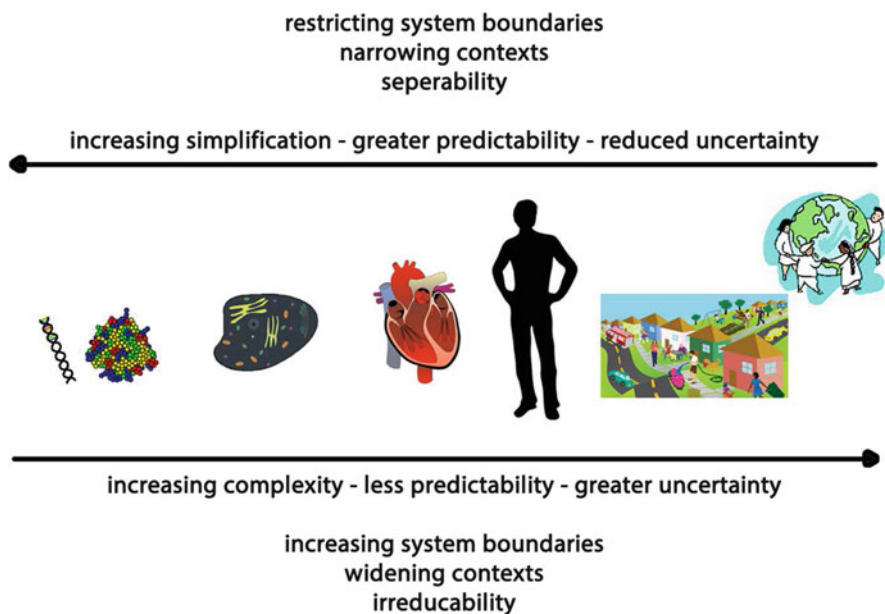 restricting system boundaries
narrowing contexts
seperability
increasing simplification - greater predictability - reduced uncertainty
increasing complexity - less predictability - greater uncertainty
increasing system boundaries
widening contexts
irreducability